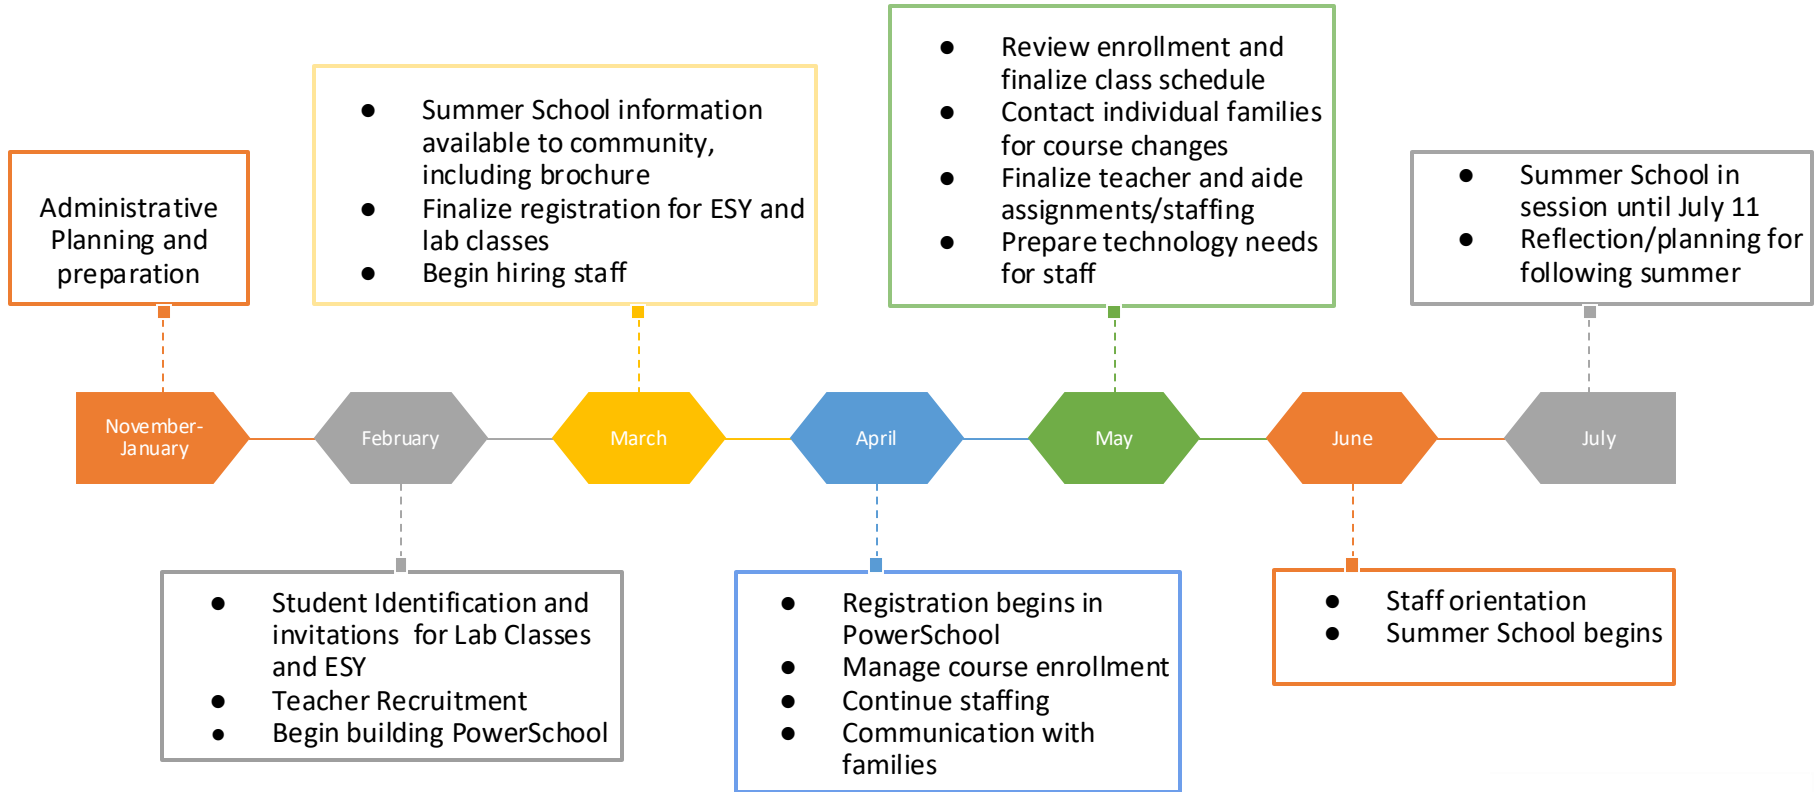 Administrative
Planning and
preparation
● Summer School information
available to community,
including brochure
● Finalize registration for ESY and
lab classes
● Begin hiring staff
● Review enrollment and
finalize class schedule
● Contact individual families
for course changes
● Finalize teacher and aide
assignments/staffing
● Prepare technology needs
for staff
● Summer School in
session until July 11
● Reflection/planning for
following summer
November-
January
February
March
April
May
June
July
● Student Identification and
invitations for Lab Classes
and ESY
● Teacher Recruitment
● Begin building PowerSchool
● Registration begins in
PowerSchool
● Manage course enrollment
● Continue staffing
● Communication with
families
● Staff orientation
● Summer School begins